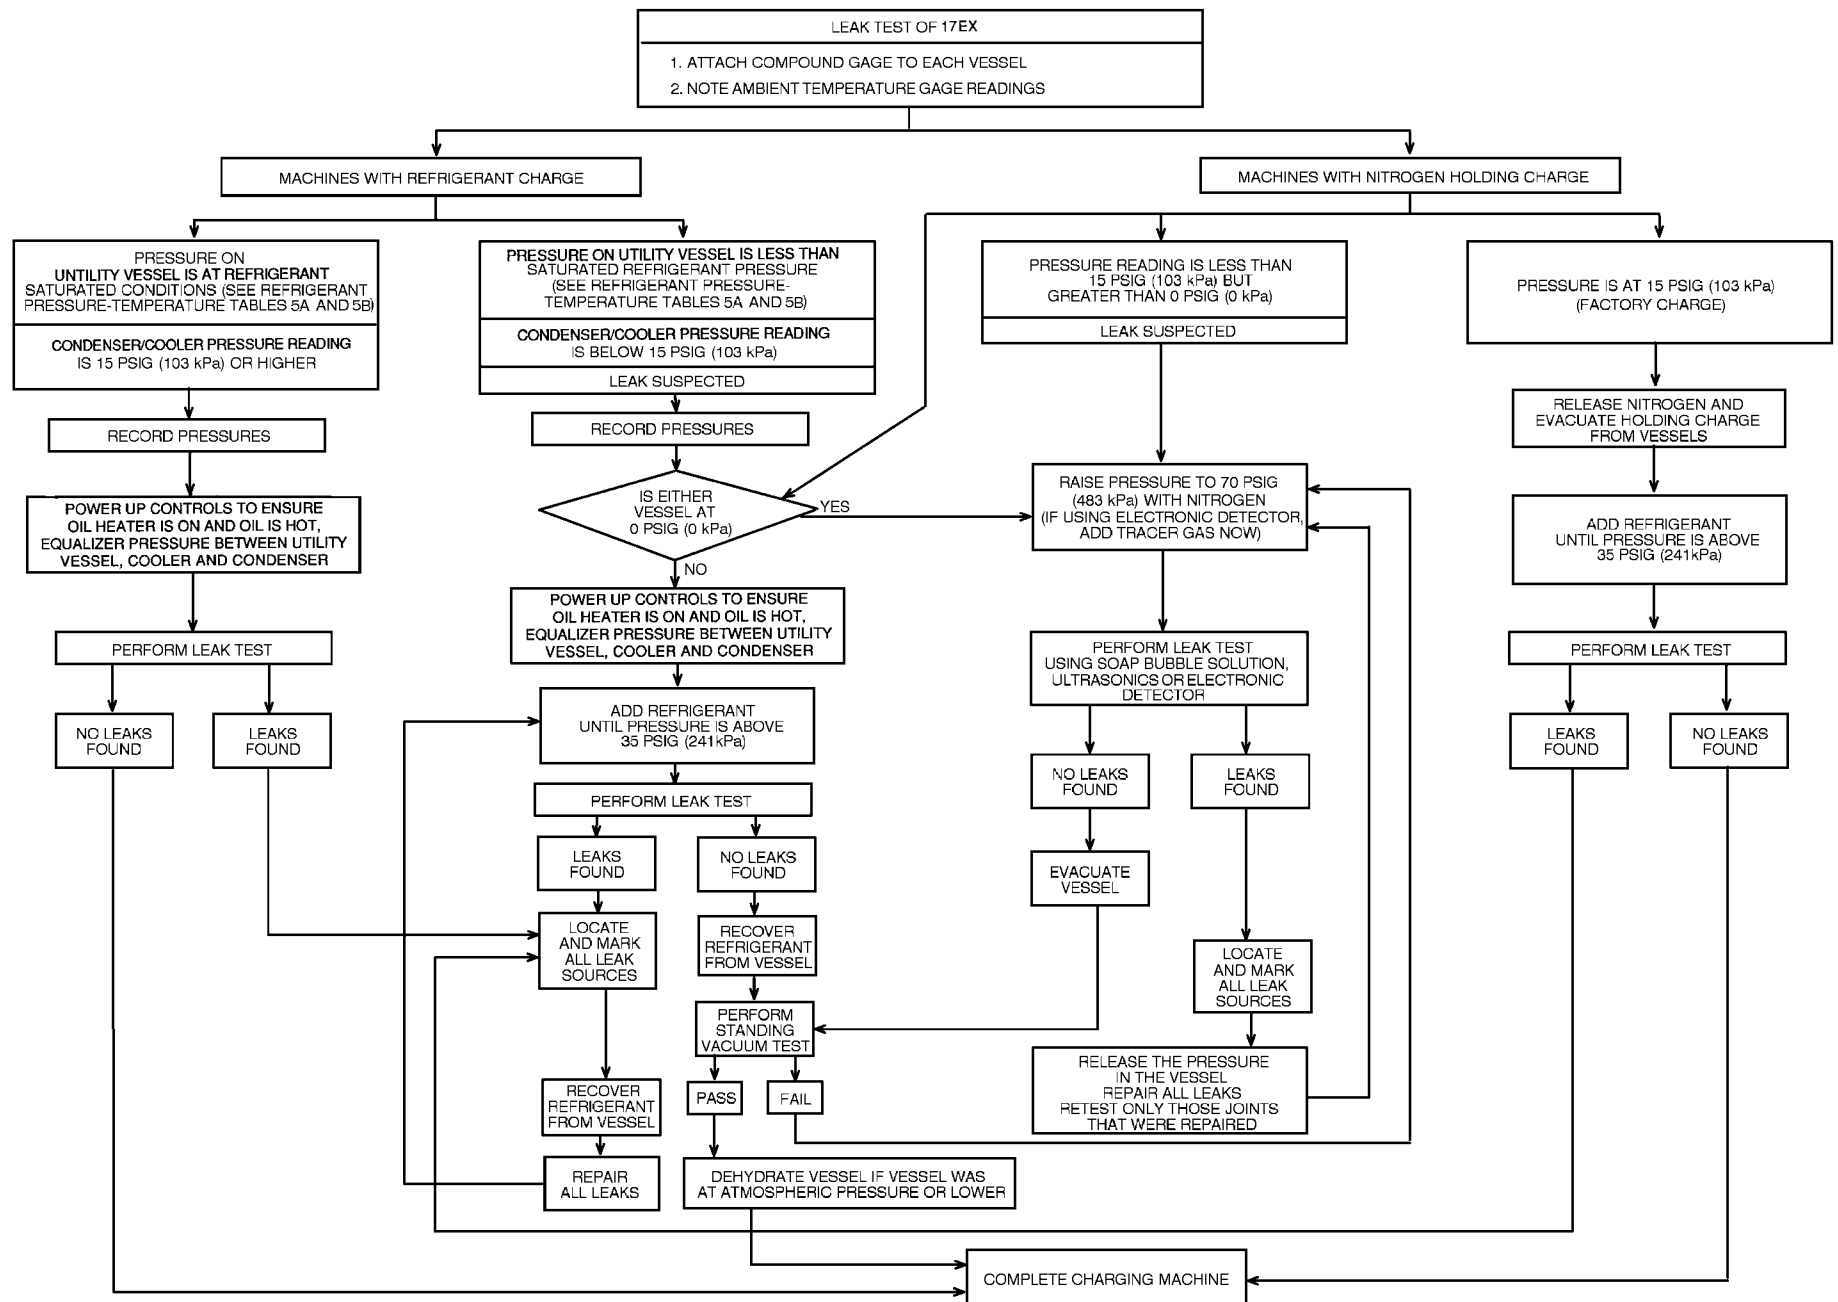 LEAK TEST OF 17EX
1. ATTACH COMPOUND GAGE TO EACH VESSEL
2. NOTE AMBIENT TEMPERATURE GAGE READINGS
MACHINES WITH REFRIGERANT CHARGE
MACHINES WITH NITROGEN HOLDING CHARGE
PRESSURE ON
UNTILITY VESSEL IS AT REFRIGERANT
SATURATED CONDITIONS (SEE REFRIGERANT
PRESSURE-TEMPERATURE TABLES 5A AND 5B)
CONDENSER/COOLER PRESSURE READING
IS 15 PSIG (103 kPa) OR HIGHER
RECORD PRESSURES
POWER UP CONTROLS TO ENSURE
OIL HEATER IS ON AND OIL IS HOT,
EQUALIZER PRESSURE BETWEEN UTILITY
VESSEL, COOLER AND CONDENSER
PERFORM LEAK TEST
NO LEAKS
FOUND
LEAKS
FOUND
PRESSURE ON UTILITY VESSEL IS LESS THAN
SATURATED REFRIGERANT PRESSURE
(SEE REFRIGERANT PRESSURE-
TEMPERATURE TABLES 5A AND 5B)
CONDENSER/COOLER PRESSURE READING
IS BELOW 15 PSIG (103 kPa)
LEAK SUSPECTED
RECORD PRESSURES
IS EITHER
VESSEL AT
0 PSIG (0 kPa)
YES
NO
POWER UP CONTROLS TO ENSURE
OIL HEATER IS ON AND OIL IS HOT,
EQUALIZER PRESSURE BETWEEN UTILITY
VESSEL, COOLER AND CONDENSER
ADD REFRIGERANT
UNTIL PRESSURE IS ABOVE
35 PSIG (241kPa)
PERFORM LEAK TEST
LEAKS
FOUND
NO LEAKS
FOUND
LOCATE
AND MARK
ALL LEAK
SOURCES
RECOVER
REFRIGERANT
FROM VESSEL
PERFORM
STANDING
VACUUM TEST
PASS
FAIL
RECOVER
REFRIGERANT
FROM VESSEL
REPAIR
ALL LEAKS
DEHYDRATE VESSEL IF VESSEL WAS
AT ATMOSPHERIC PRESSURE OR LOWER
PRESSURE READING IS LESS THAN
15 PSIG (103 kPa) BUT
GREATER THAN 0 PSIG (0 kPa)
LEAK SUSPECTED
RAISE PRESSURE TO 70 PSIG
(483 kPa) WITH NITROGEN
(IF USING ELECTRONIC DETECTOR,
ADD TRACER GAS NOW)
PERFORM LEAK TEST
USING SOAP BUBBLE SOLUTION,
ULTRASONICS OR ELECTRONIC
DETECTOR
NO LEAKS
FOUND
LEAKS
FOUND
EVACUATE
VESSEL
LOCATE
AND MARK
ALL LEAK
SOURCES
RELEASE THE PRESSURE
IN THE VESSEL
REPAIR ALL LEAKS
RETEST ONLY THOSE JOINTS
THAT WERE REPAIRED
PRESSURE IS AT 15 PSIG (103 kPa)
(FACTORY CHARGE)
RELEASE NITROGEN AND
EVACUATE HOLDING CHARGE
FROM VESSELS
ADD REFRIGERANT
UNTIL PRESSURE IS ABOVE
35 PSIG (241kPa)
PERFORM LEAK TEST
LEAKS
FOUND
NO LEAKS
FOUND
COMPLETE CHARGING MACHINE